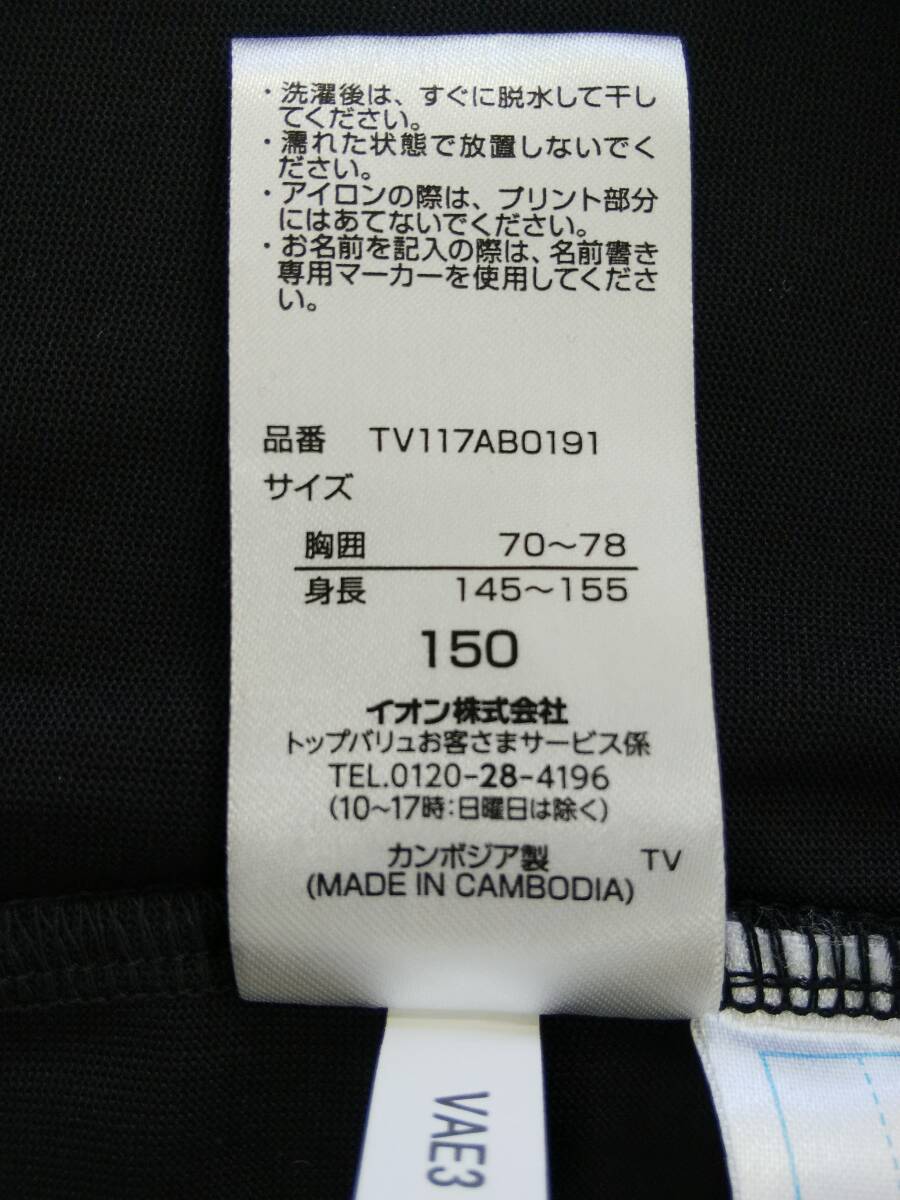 ・洗濯後は、すぐに脱水して干し
てください。
・濡れた状態で放置しないでく
ださい。
・アイロンの際は、プリント部分
にはあてないでください。
・お名前を記入の際は、名前書き
専用マーカーを使用してくださ
い。
品番 TV117AB0191
サイズ
胸囲 70～78
身長 145～155
150
イオン株式会社
トップバリュお客さまサービス係
TEL.0120-28-4196
(10～17時:日曜日は除く)
カンボジア製 TV
(MADE IN CAMBODIA)
VAE3